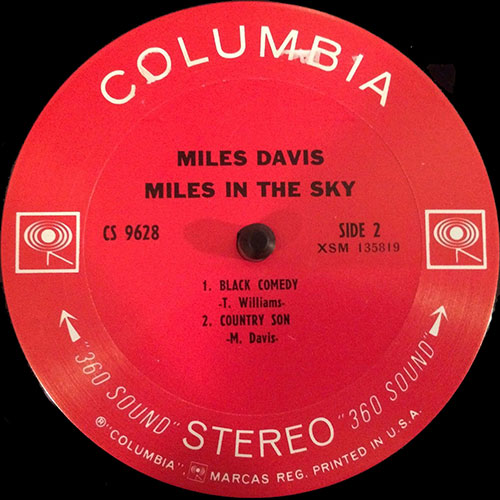 COLUMBIA
MILES DAVIS
MILES IN THE SKY
CS 9628
SIDE 2
XSM 135819
1. BLACK COMEDY
-T. Williams-
2. COUNTRY SON
-M. Davis-
"360 SOUND" STEREO "360 SOUND"
® "COLUMBIA", MARCAS REG. PRINTED IN U.S.A.